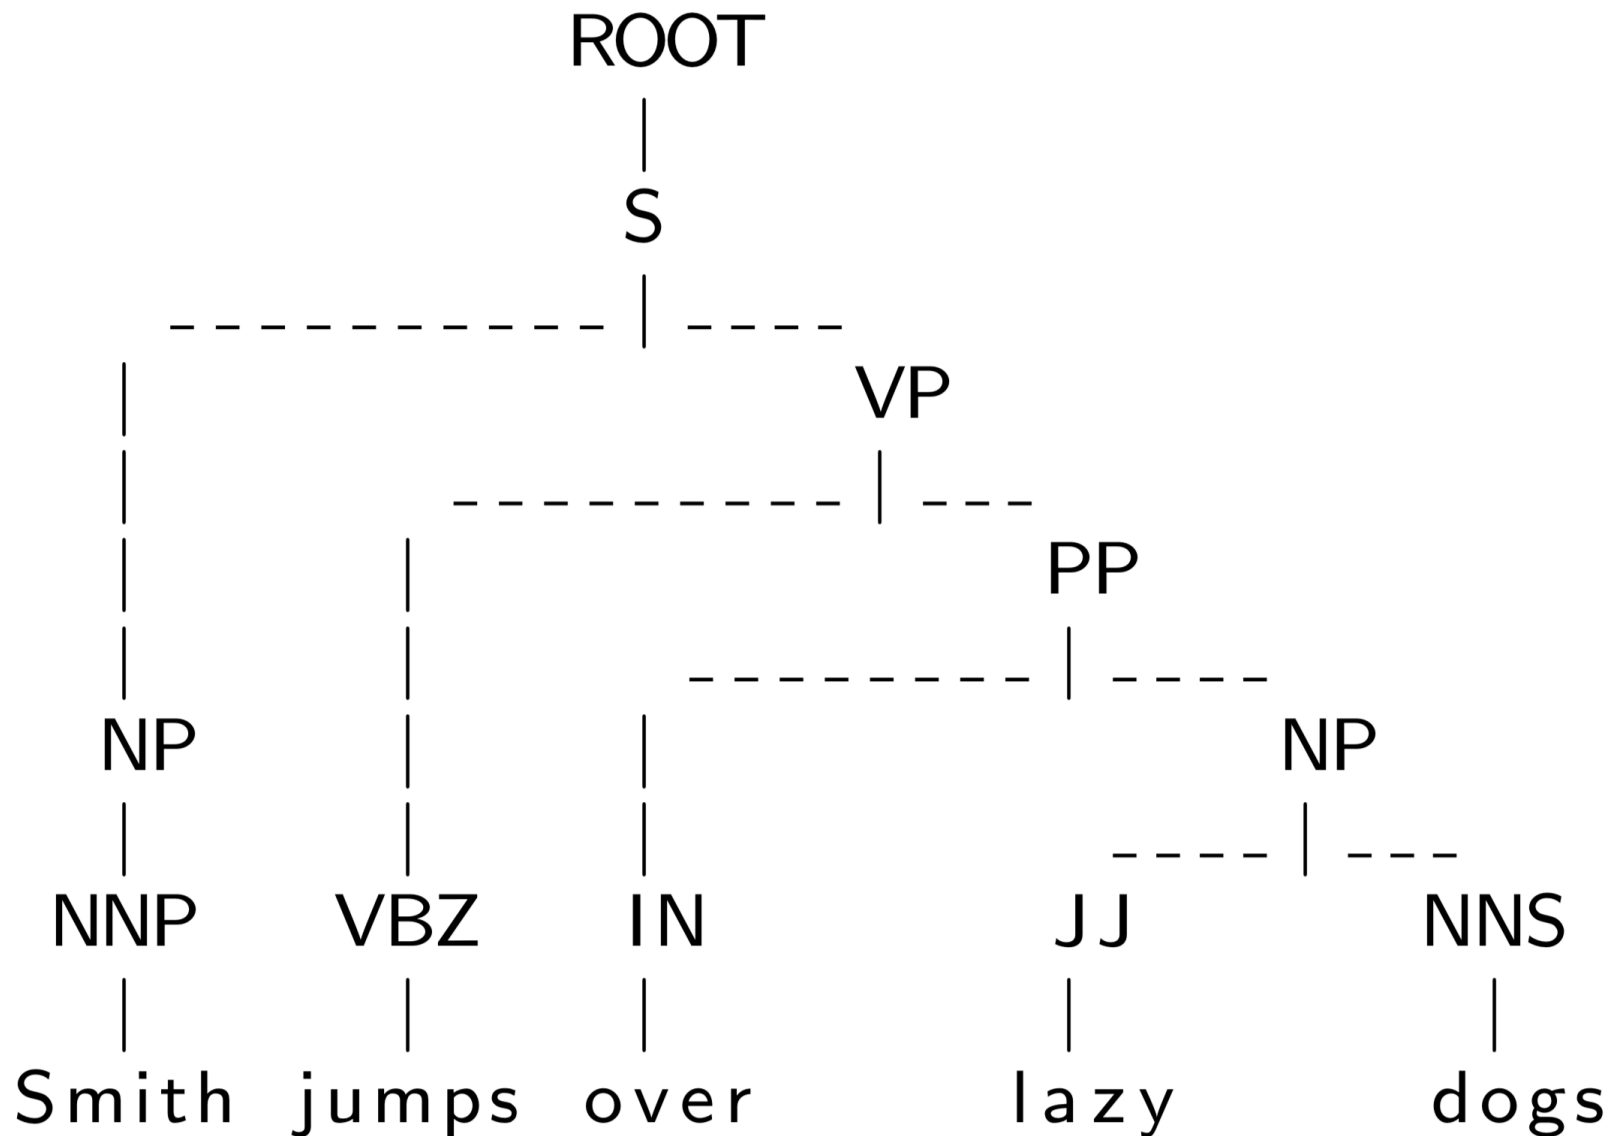 ROOT
S
VP
PP
NP NP
NNP VBZ IN JJ NNS
Smith jumps over lazy dogs